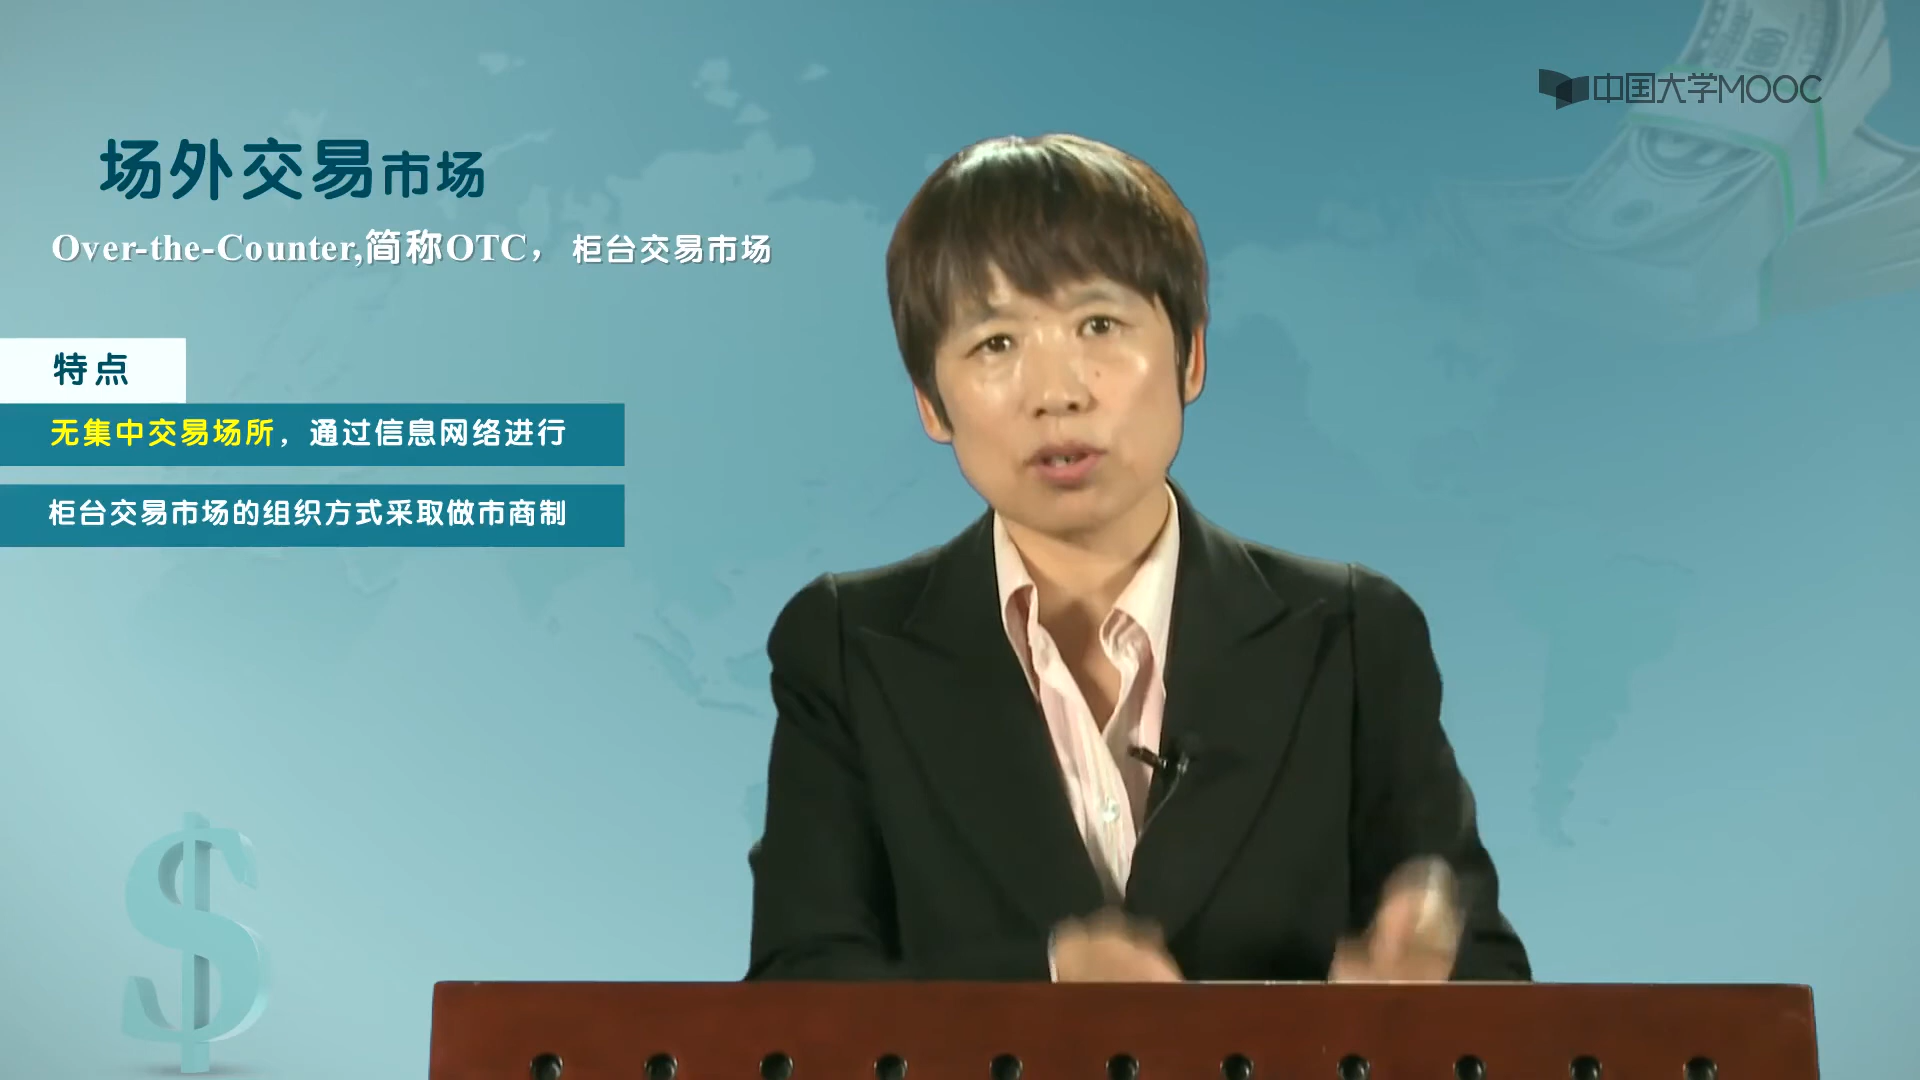 中国大学MOOC
场外交易市场
Over-the-Counter,简称OTC，柜台交易市场
特点
无集中交易场所，通过信息网络进行
柜台交易市场的组织方式采取做市商制